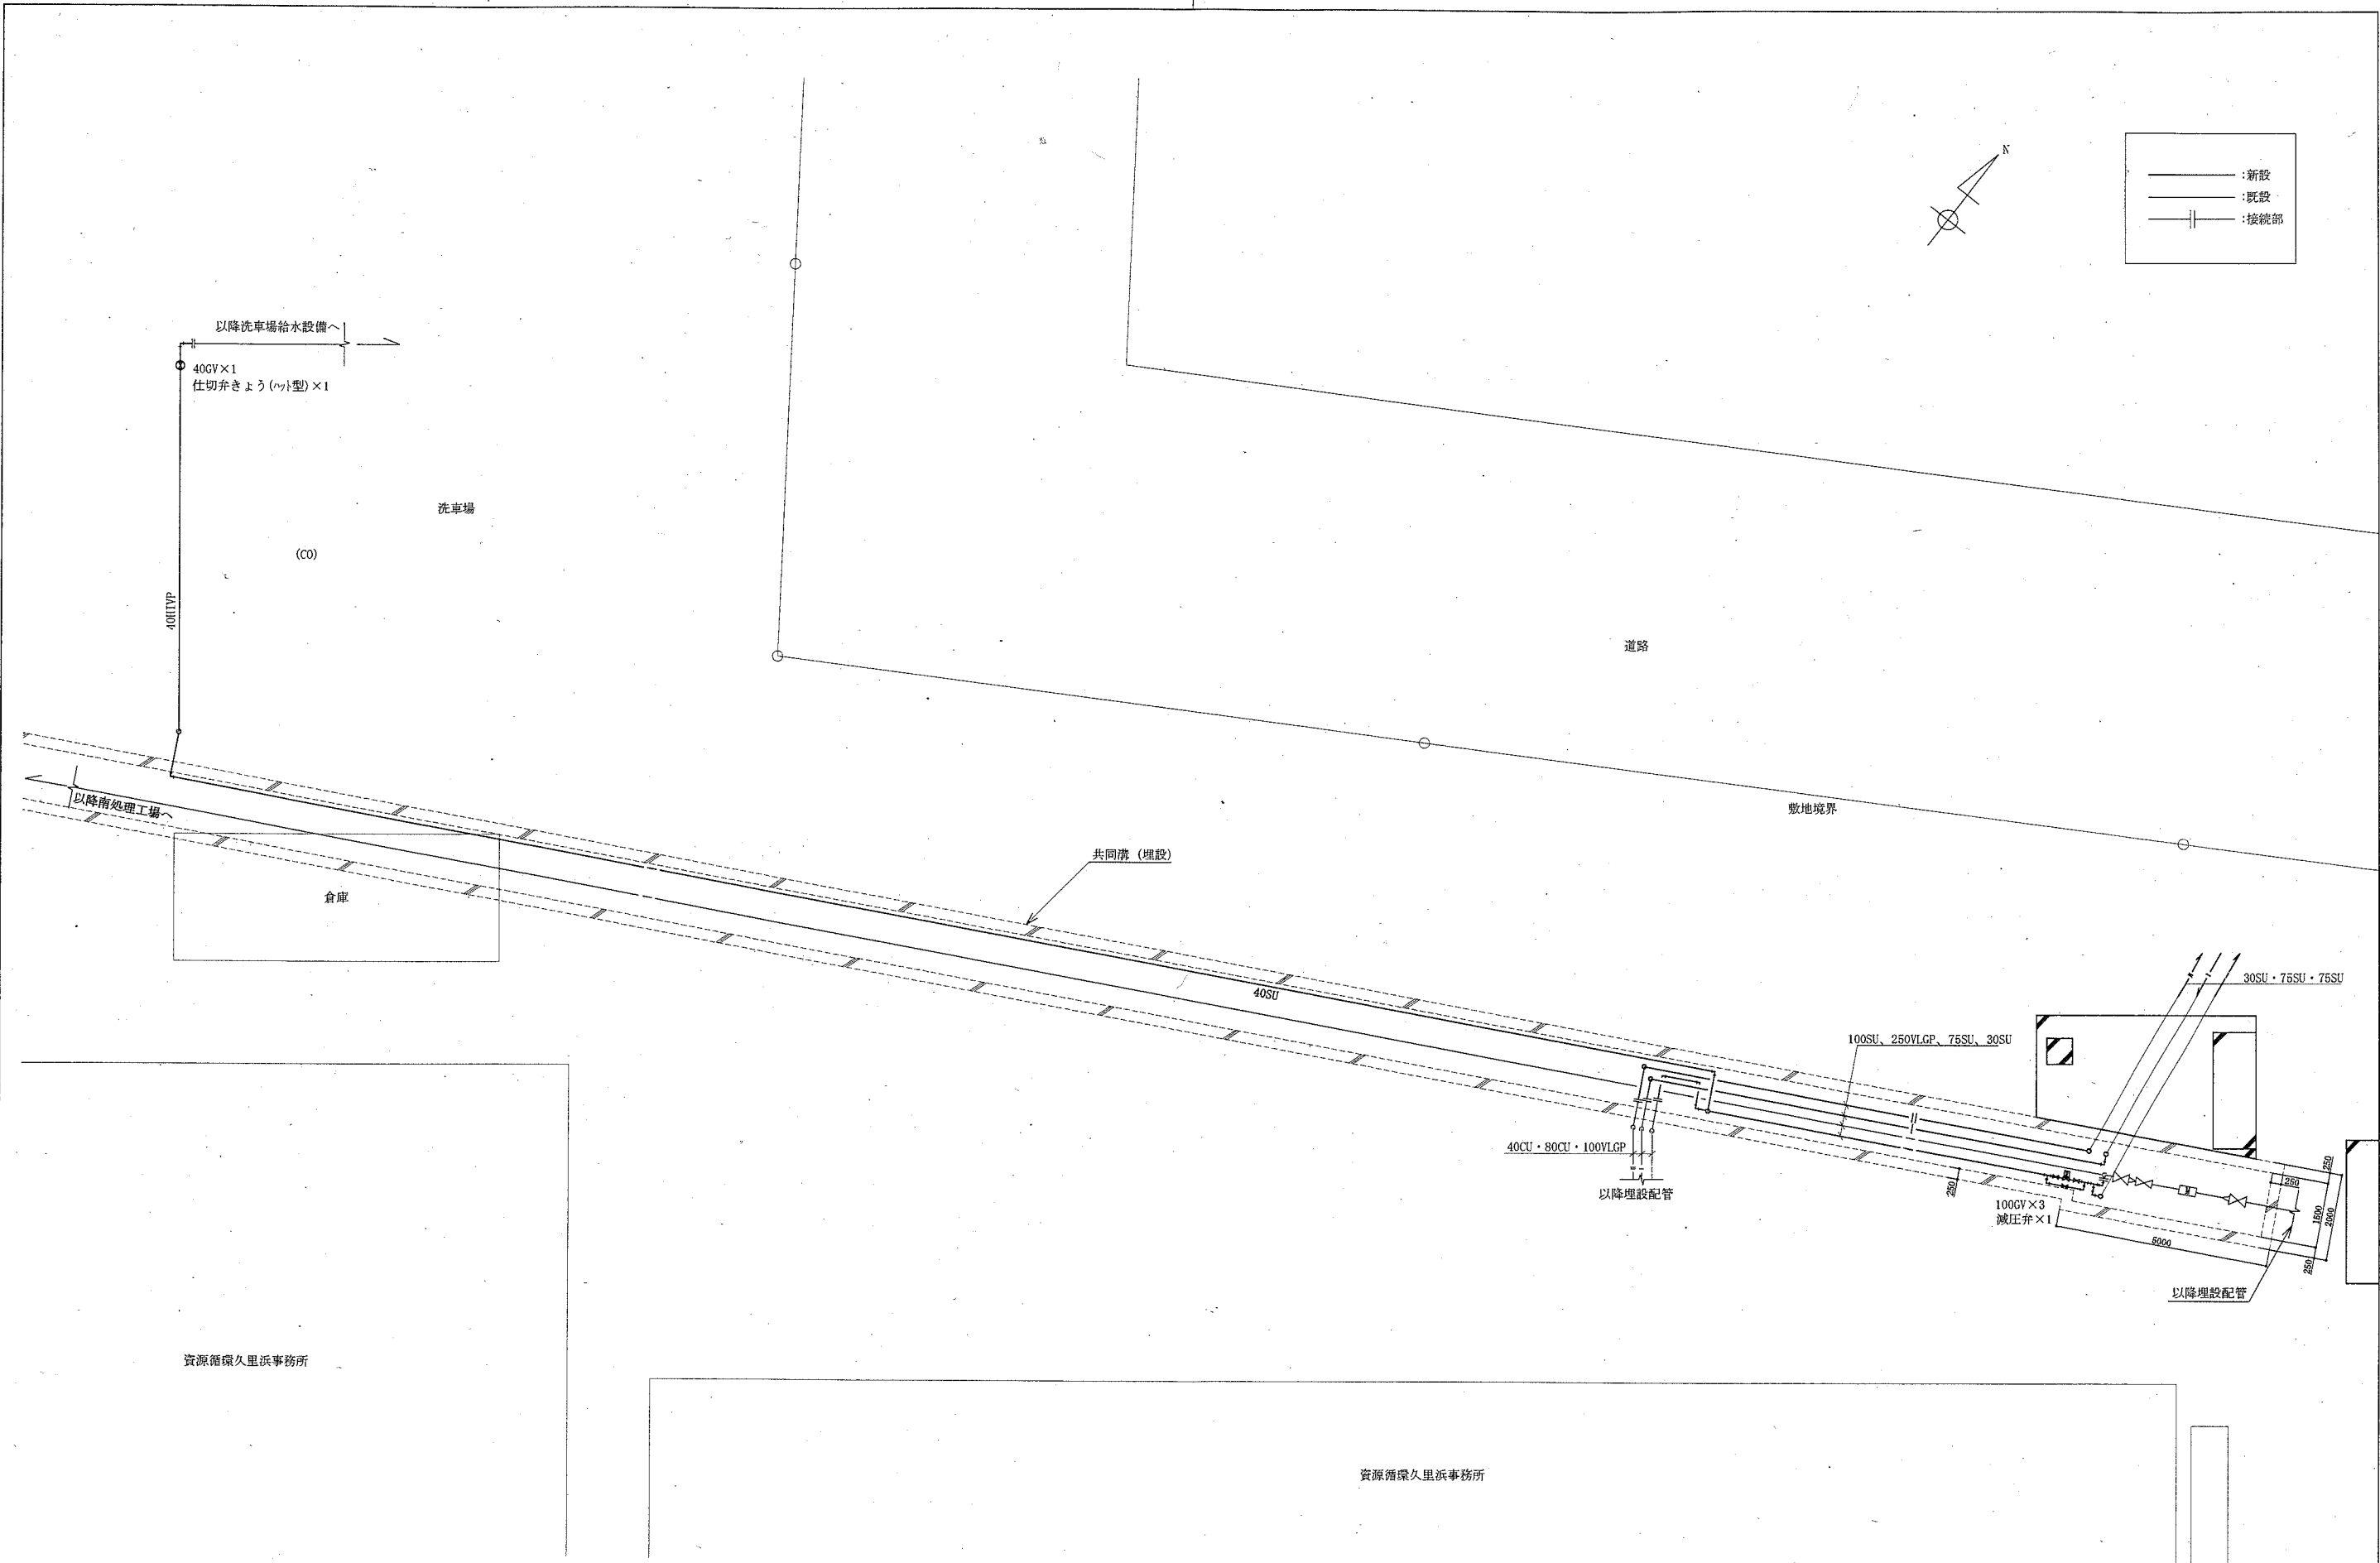 N
:新設
:既設
:接続部
以降洗車場給水設備へ
40GV×1
仕切弁きょう(ハット型)×1
洗車場
(CO)
40HIVP
道路
以降南処理工場へ
敷地境界
共同溝（埋設）
倉庫
30SU・75SU・75SU
40SU
100SU、250VLGP、75SU、30SU
40CU・80CU・100VLGP
以降埋設配管
250
100GV×3
減圧弁×1
M
250
250
1500
2000
5000
250
以降埋設配管
資源循環久里浜事務所
資源循環久里浜事務所